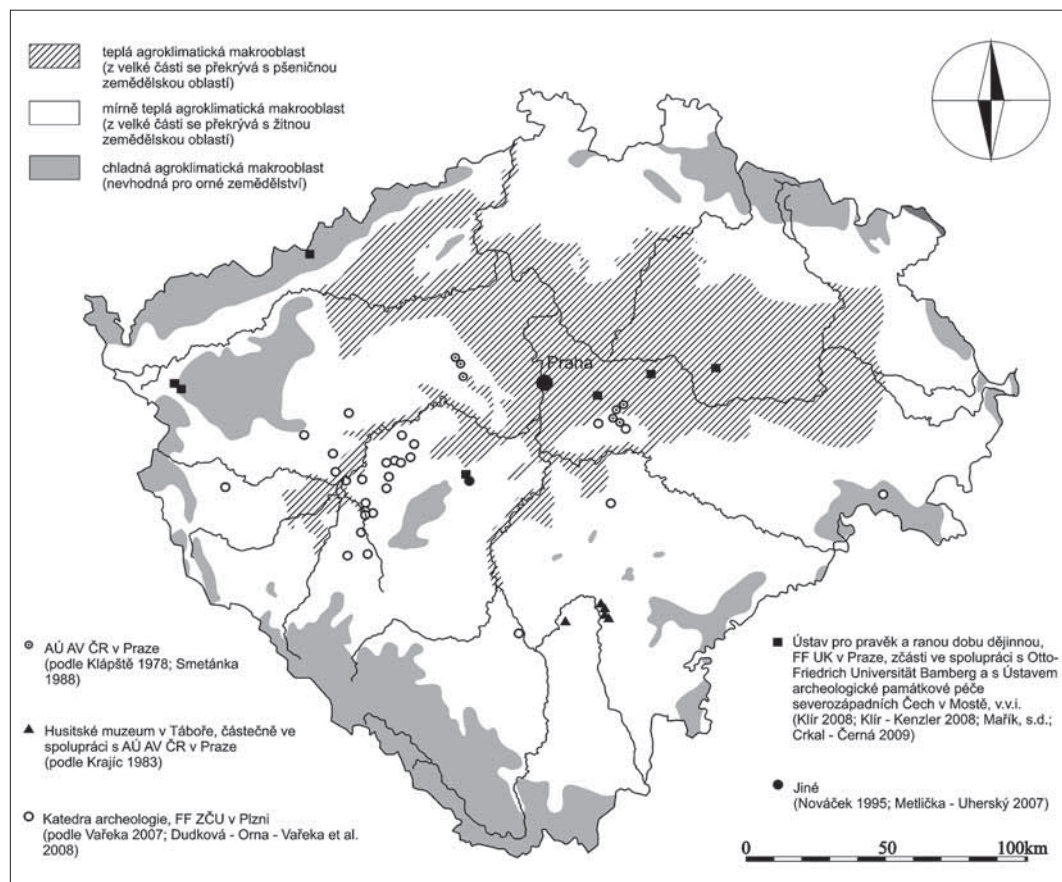 teplá agroklimatická makrooblast
(z velké části se překrývá s pšeničnou
zemědělskou oblastí)
mírně teplá agroklimatická makrooblast
(z velké části se překrývá s žitnou
zemědělskou oblastí)
chladná agroklimatická makrooblast
(nevhodná pro orné zemědělství)
Praha
AÚ AV ČR v Praze
(podle Klápště 1978; Smetánka
1988)
Husitské muzeum v Táboře, částečně ve
spolupráci s AÚ AV ČR v Praze
(podle Krajíc 1983)
Katedra archeologie, FF ZČU v Plzni
(podle Vařeka 2007; Dudková - Orna - Vařeka et al.
2008)
Ústav pro pravěk a ranou dobu dějinnou,
FF UK v Praze, zčásti ve spolupráci s Otto-
Friedrich Universität Bamberg a s Ústavem
archeologické památkové péče
severozápadních Čech v Mostě, v.v.i.
(Klír 2008; Klír - Kenzler 2008; Mařík, s.d.;
Crkal - Černá 2009)
Jiné
(Nováček 1995; Metlička - Uherský 2007)
0 50 100km